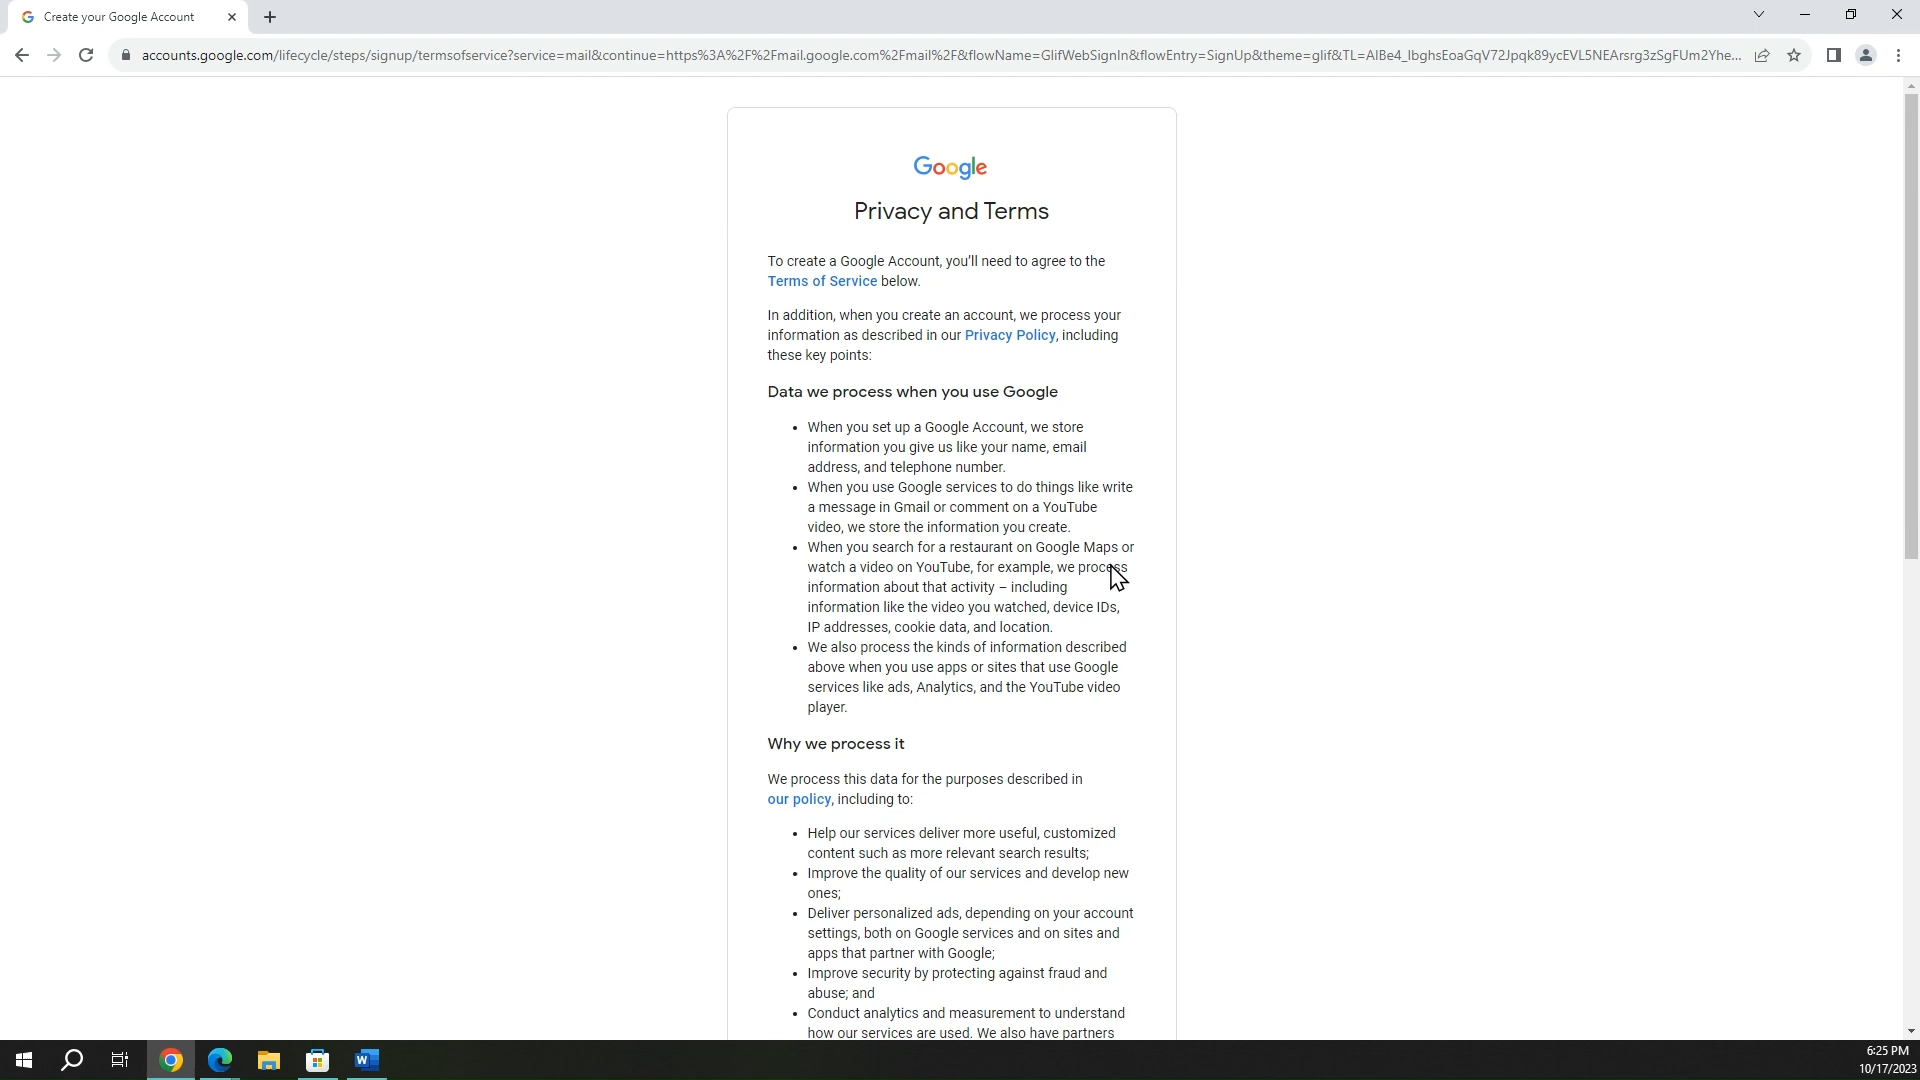 Create your Google Account
accounts.google.com/lifecycle/steps/signup/termsofservice?service=mail&continue=https%3A%2F%2Fmail.google.com%2Fmail%2F&flowName=GlifWebSignIn&flowEntry=SignUp&theme=glif&TL=AIBe4_IbghsEoaGqV72Jpqk89ycEVL5NEArsrg3zSgFUm2Yhe...
Google
Privacy and Terms
To create a Google Account, you'll need to agree to the
Terms of Service below.
In addition, when you create an account, we process your
information as described in our Privacy Policy, including
these key points:
Data we process when you use Google
• When you set up a Google Account, we store
information you give us like your name, email
address, and telephone number.
• When you use Google services to do things like write
a message in Gmail or comment on a YouTube
video, we store the information you create.
• When you search for a restaurant on Google Maps or
watch a video on YouTube, for example, we process
information about that activity – including
information like the video you watched, device IDs,
IP addresses, cookie data, and location.
• We also process the kinds of information described
above when you use apps or sites that use Google
services like ads, Analytics, and the YouTube video
player.
Why we process it
We process this data for the purposes described in
our policy, including to:
• Help our services deliver more useful, customized
content such as more relevant search results;
• Improve the quality of our services and develop new
ones;
• Deliver personalized ads, depending on your account
settings, both on Google services and on sites and
apps that partner with Google;
• Improve security by protecting against fraud and
abuse; and
• Conduct analytics and measurement to understand
how our services are used. We also have partners
6:25 PM
10/17/2023